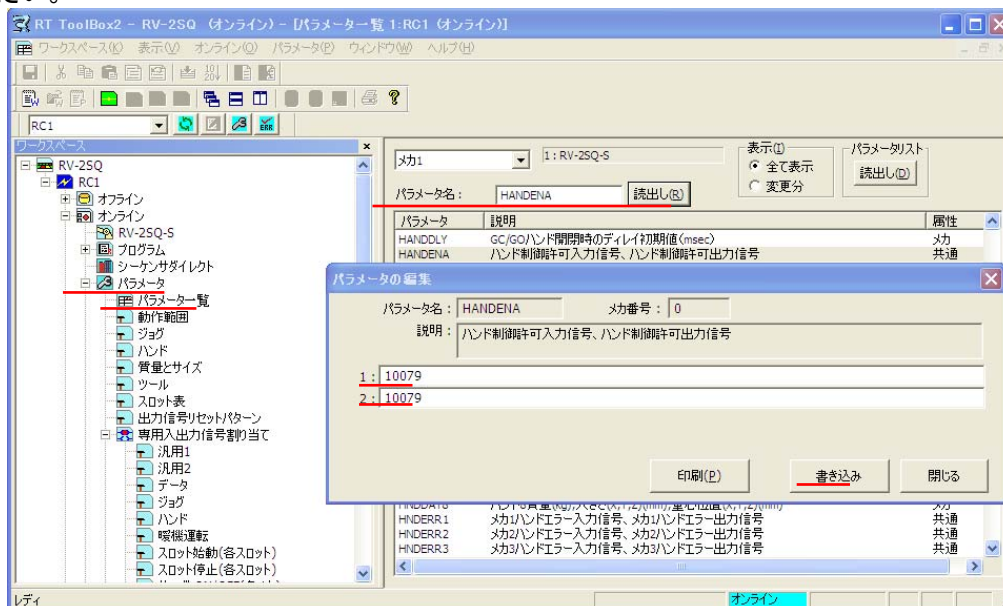 さい。
RT ToolBox2 - RV-2SQ (オンライン) - [パラメーター覧 1:RC1 (オンライン)]
ワークスペース(K) 表示(V) オンライン(O) パラメータ(P) ウィンドウ(W) ヘルプ(H)
RC1
ワークスペース
RV-2SQ
RC1
オフライン
オンライン
RV-2SQ-S
プログラム
シーケンサダイレクト
パラメータ
パラメーター覧
動作範囲
ジョグ
ハンド
質量とサイズ
ツール
スロット表
出力信号リセットパターン
専用入出力信号割り当て
汎用1
汎用2
データ
ジョグ
ハンド
暖機運転
スロット始動(各スロット)
スロット停止(各スロット)
メカ1 1:RV-2SQ-S
表示(I)
全て表示
変更分
パラメータリスト
読出し(D)
パラメータ名: HANDENA 読出し(R)
パラメータ 説明 属性
HANDDLY GC/GOハンド開閉時のディレイ初期値(msec) メカ
HANDENA ハンド制御許可入力信号、ハンド制御許可出力信号 共通
パラメータの編集
パラメータ名: HANDENA メカ番号: 0
説明: ハンド制御許可入力信号、ハンド制御許可出力信号
1: 10079
2: 10079
印刷(P) 書き込み 閉じる
HNDERR1 メカ1ハンドエラー入力信号、メカ1ハンドエラー出力信号 共通
HNDERR2 メカ2ハンドエラー入力信号、メカ2ハンドエラー出力信号 共通
HNDERR3 メカ3ハンドエラー入力信号、メカ3ハンドエラー出力信号 共通
レディ オンライン